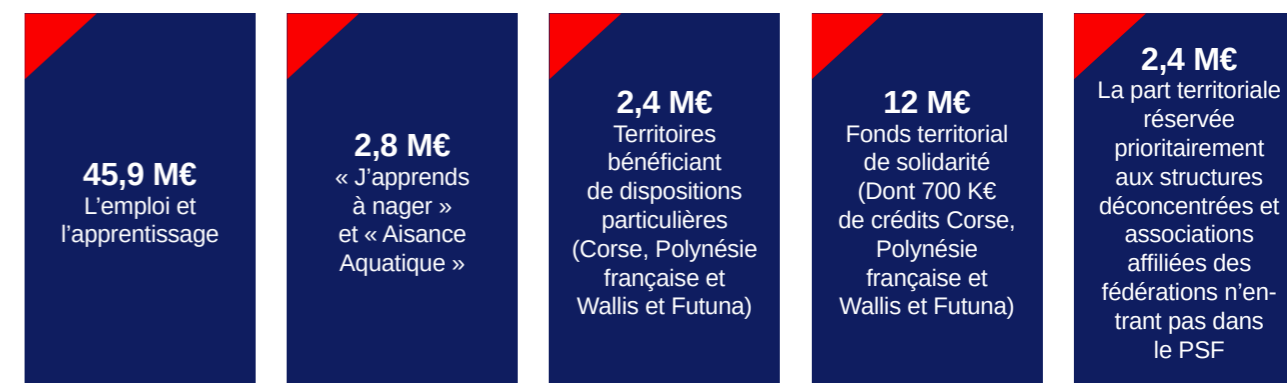 45,9 M€
L’emploi et
l’apprentissage
2,8 M€
« J’apprends
à nager »
et « Aisance
Aquatique »
2,4 M€
Territoires
bénéficiant
de dispositions
particulières
(Corse, Polynésie
française et
Wallis et Futuna)
12 M€
Fonds territorial
de solidarité
(Dont 700 K€
de crédits Corse,
Polynésie
française et
Wallis et Futuna)
2,4 M€
La part territoriale
réservée
prioritairement
aux structures
déconcentrées et
associations
affiliées des
fédérations n’en-
trant pas dans
le PSF